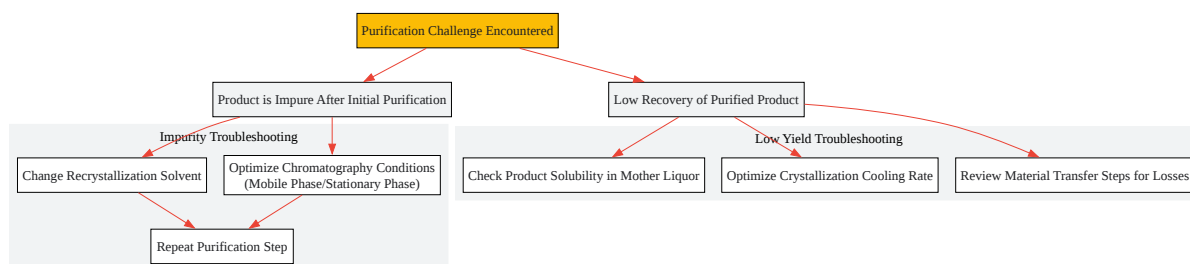 Purification Challenge Encountered
Product is Impure After Initial Purification
Low Recovery of Purified Product
Impurity Troubleshooting
Low Yield Troubleshooting
Change Recrystallization Solvent
Optimize Chromatography Conditions
(Mobile Phase/Stationary Phase)
Check Product Solubility in Mother Liquor
Optimize Crystallization Cooling Rate
Review Material Transfer Steps for Losses
Repeat Purification Step